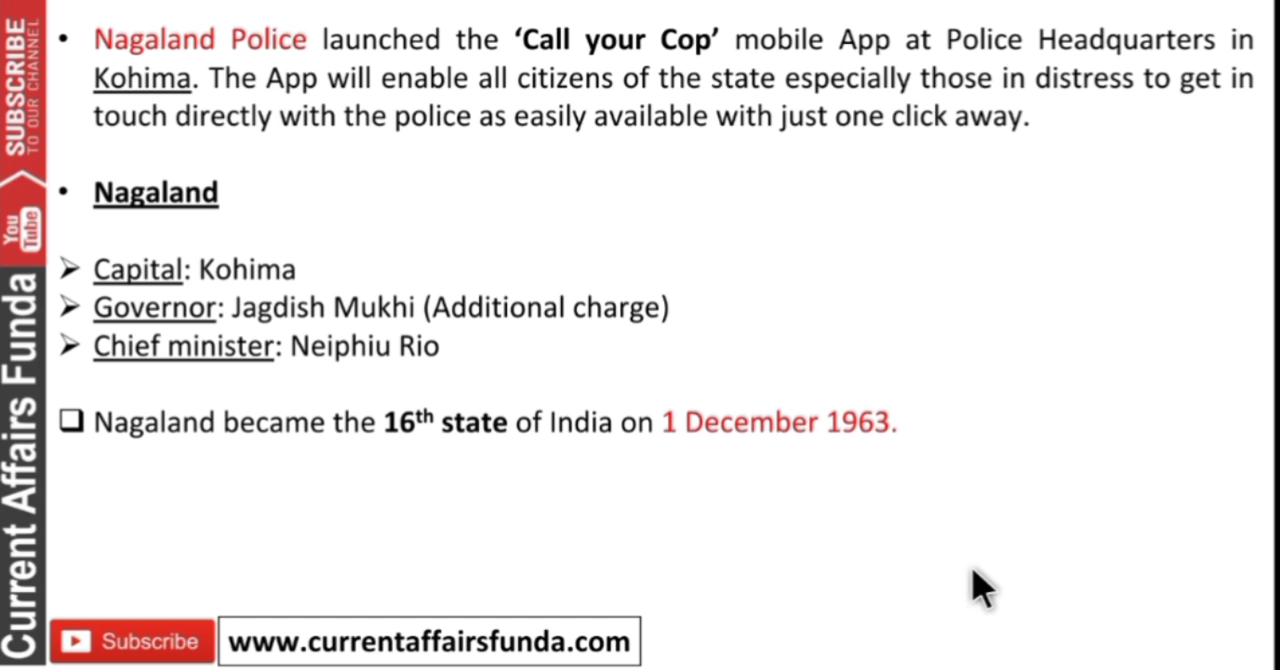 • Nagaland Police launched the ‘Call your Cop’ mobile App at Police Headquarters in
Kohima. The App will enable all citizens of the state especially those in distress to get in
touch directly with the police as easily available with just one click away.
• Nagaland
➢ Capital: Kohima
➢ Governor: Jagdish Mukhi (Additional charge)
➢ Chief minister: Neiphiu Rio
❑ Nagaland became the 16th state of India on 1 December 1963.
SUBSCRIBE
TO OUR CHANNEL
You
Tube
Current Affairs Funda
Subscribe
www.currentaffairsfunda.com